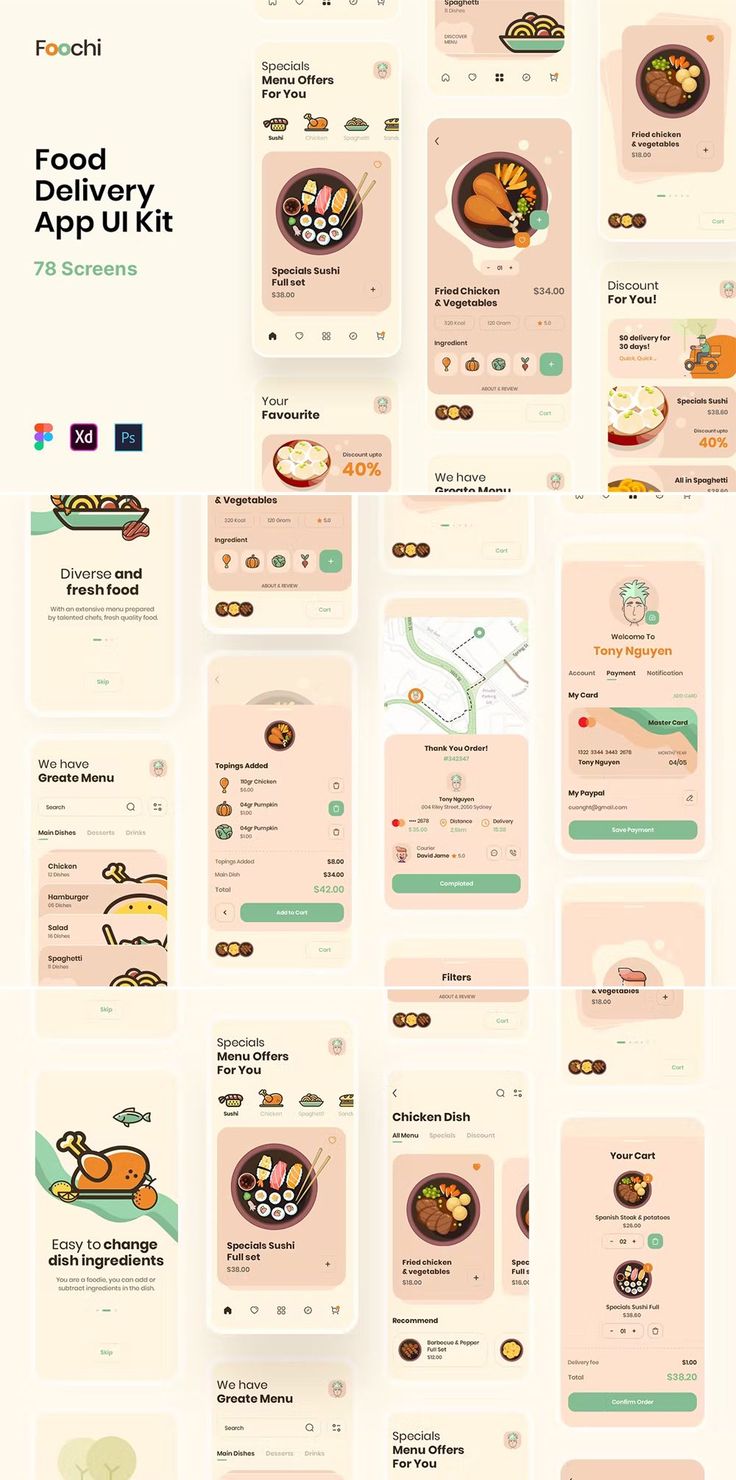 Foochi
Food
Delivery
App UI Kit
78 Screens
Xd
Ps
Specials
Menu Offers
For You
Sushi
Chicken
Spaghetti
Sand
Specials Sushi
Full set
$38.00
+
Your
Favourite
Discount upto
40%
Spaghetti
8 Dishes
DISCOVER
MENU
- 01 +
Fried Chicken $34.00
& Vegetables
320 Kcal 120 Gram 5.0
Ingredient
+
ABOUT & REVIEW
Cart
We have
Greate Menu
Fried chicken
& vegetables
$18.00
+
Cart
Discount
For You!
$0 delivery for
30 days!
Quick, Quick...
Specials Sushi
$38.60
Discount upto
40%
All in Spaghetti
$38.60
Diverse and
fresh food
With an extensive menu prepared
by talented chefs, fresh quality food.
Skip
We have
Greate Menu
Search
Main Dishes Desserts Drinks
Chicken
12 Dishes
Hamburger
06 Dishes
Salad
16 Dishes
Spaghetti
11 Dishes
& Vegetables
320 Kcal 120 Gram 5.0
Ingredient
+
ABOUT & REVIEW
Cart
Topings Added
110gr Chicken
$6.00
04gr Pumpkin
$1.00
04gr Pumpkin
$1.00
Topings Added $8.00
Main Dish $34.00
Total $42.00
Add to Cart
Cart
Cart
Thank You Order!
#342347
Tony Nguyen
004 Riley Street, 2050 Sydney
•••• 2678 Distance Delivery
$35.00 2,6km 15:38
Courier
David Jame 5.0
Complated
Filters
Welcome To
Tony Nguyen
Account Payment Notification
My Card ADD CARD
Master Card
1322 3344 3443 2678 MONTH/ YEAR
Tony Nguyen 04/05
My Paypal
cuonght@gmail.com
Save Payment
Skip
Easy to change
dish ingredients
You are a foodie, you can add or
subtract ingredients in the dish.
Skip
Specials
Menu Offers
For You
Sushi
Chicken
Spaghetti
Sand
Specials Sushi
Full set
$38.00
+
We have
Greate Menu
Search
Main Dishes Desserts Drinks
ABOUT & REVIEW
Cart
Chicken Dish
All Menu Specials Discount
Fried chicken
& vegetables
$18.00
+
Recommend
Barbecue & Pepper
Full Set
$12.00
Specials
Menu Offers
For You
& vegetables
$18.00
+
Cart
Your Cart
Spanish Steak & potatoes
$26.00
- 02 +
Specials Sushi Full
$38.60
- 01 +
Delivery fee $1.00
Total $38.20
Confirm Order